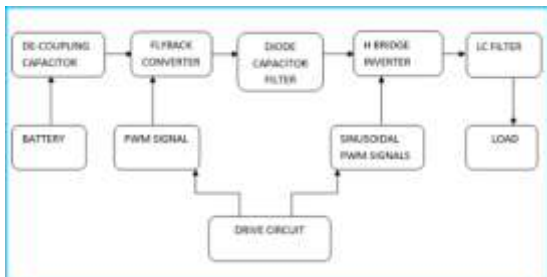 DE-COUPLING
CAPACITOR
FLYBACK
CONVERTER
DIODE
CAPACITOR
FILTER
H BRIDGE
INVERTER
LC FILTER
BATTERY
PWM SIGNAL
SINUSOIDAL
PWM SIGNALS
LOAD
DRIVE CIRCUIT